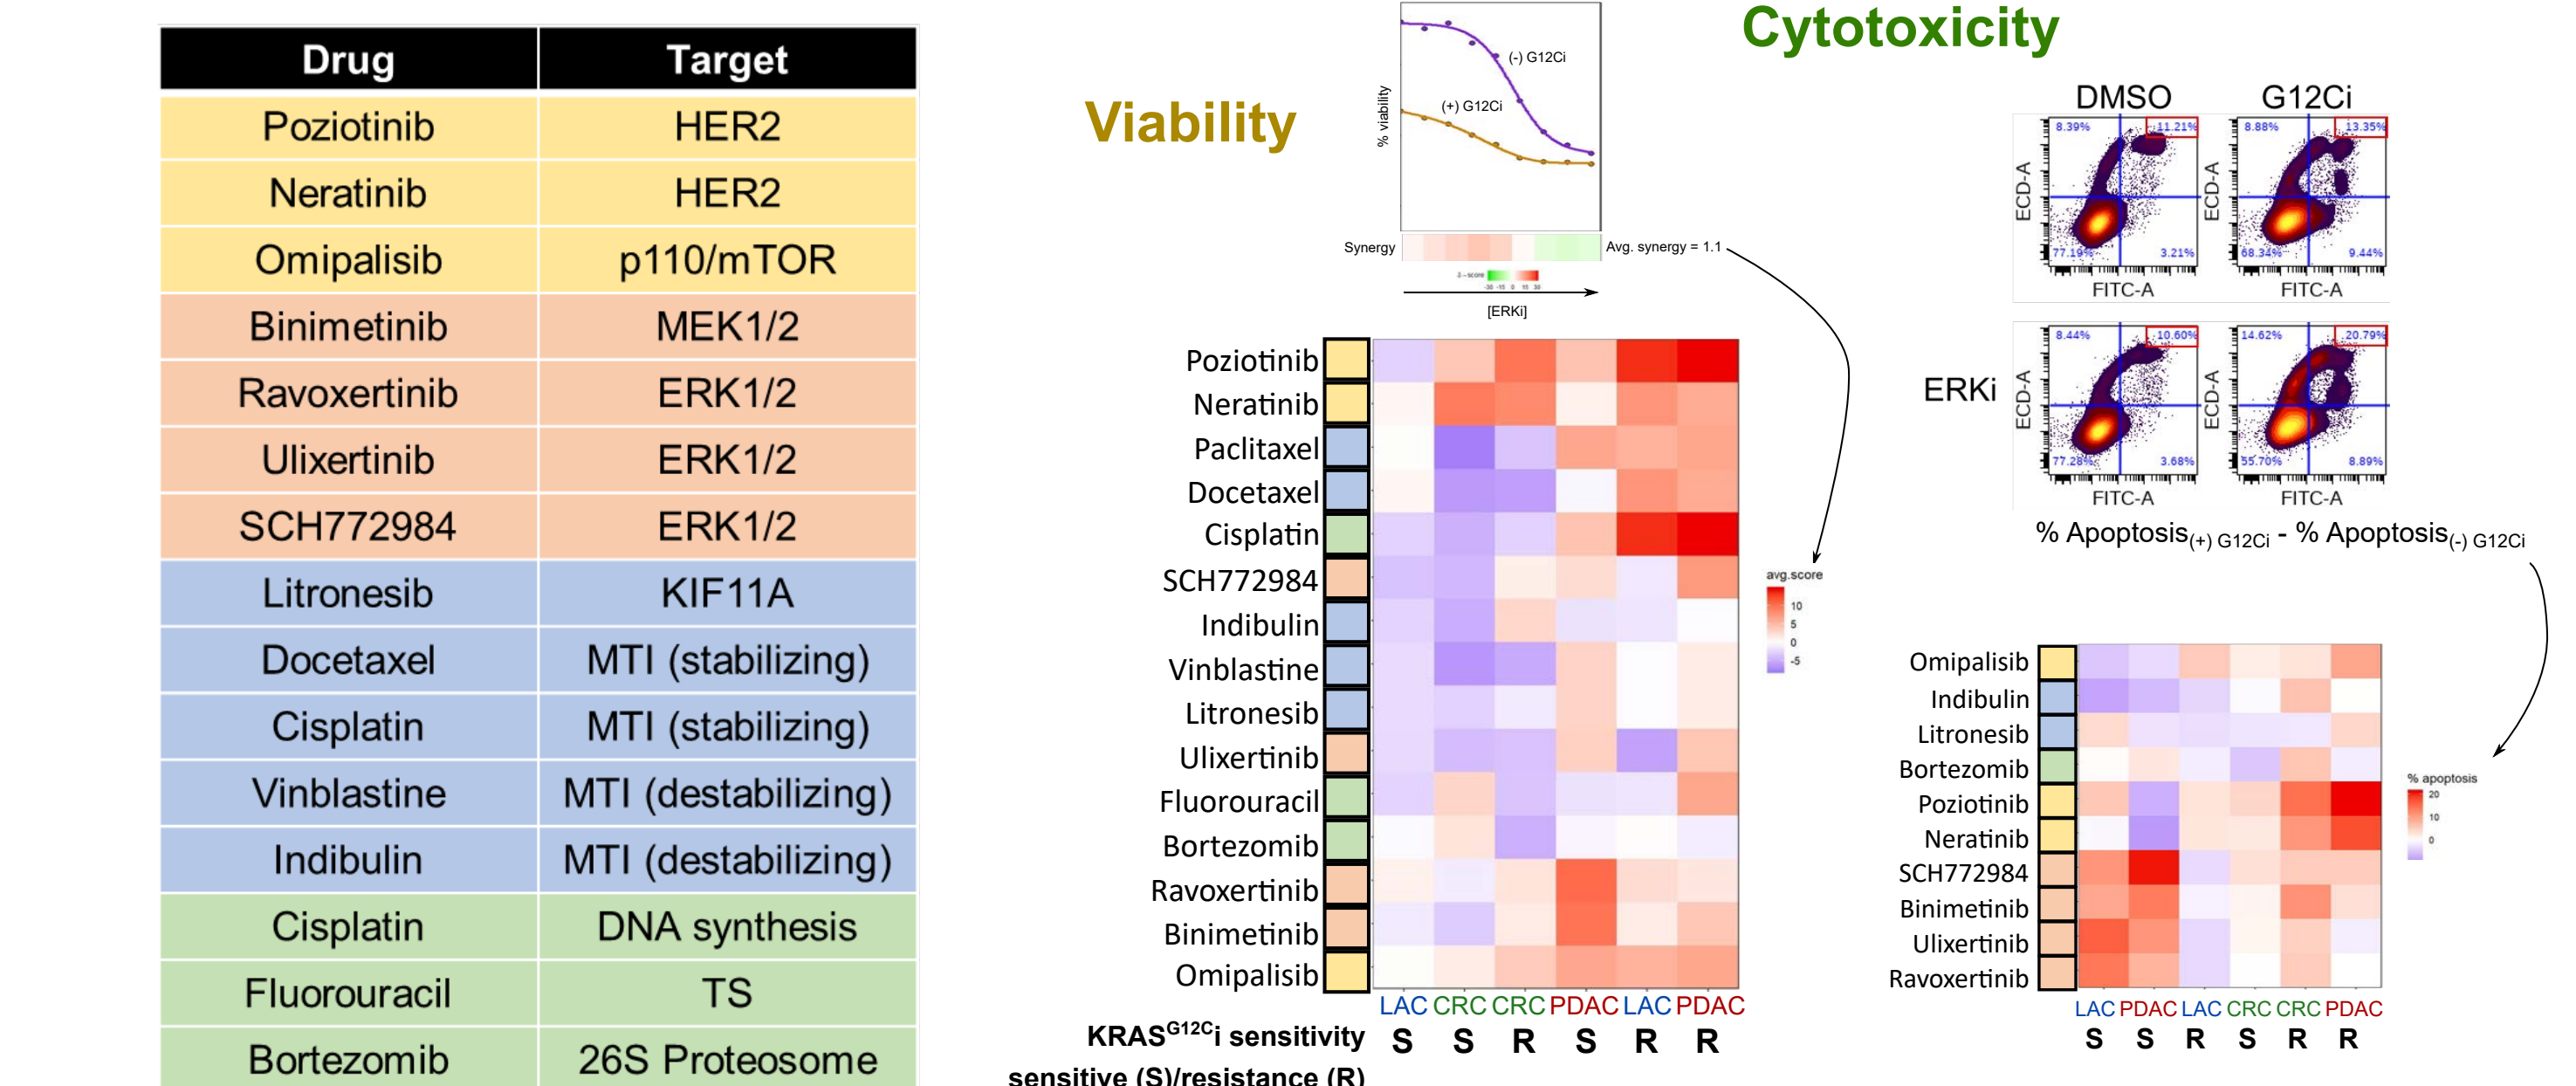 Drug Target
Poziotinib HER2
Neratinib HER2
Omipalisib p110/mTOR
Binimetinib MEK1/2
Ravoxertinib ERK1/2
Ulixertinib ERK1/2
SCH772984 ERK1/2
Litronesib KIF11A
Docetaxel MTI (stabilizing)
Cisplatin MTI (stabilizing)
Vinblastine MTI (destabilizing)
Indibulin MTI (destabilizing)
Cisplatin DNA synthesis
Fluorouracil TS
Bortezomib 26S Proteosome
Viability
% viability
(-) G12Ci
(+) G12Ci
Synergy
Avg. synergy = 1.1
Z-score
-30 -15 0 15 30
[ERKi]
Poziotinib
Neratinib
Paclitaxel
Docetaxel
Cisplatin
SCH772984
Indibulin
Vinblastine
Litronesib
Ulixertinib
Fluorouracil
Bortezomib
Ravoxertinib
Binimetinib
Omipalisib
avg.score
10
5
0
-5
LAC CRC CRC PDAC LAC PDAC
KRASG12Ci sensitivity S S R S R R
sensitive (S)/resistance (R)
Cytotoxicity
DMSO G12Ci
8.39% 11.21%
77.19% 3.21%
ECD-A
FITC-A
8.88% 13.35%
68.34% 9.44%
ECD-A
FITC-A
ERKi
8.44% 10.60%
77.28% 3.68%
ECD-A
FITC-A
14.62% 20.79%
55.70% 8.89%
ECD-A
FITC-A
% Apoptosis(+) G12Ci - % Apoptosis(-) G12Ci
Omipalisib
Indibulin
Litronesib
Bortezomib
Poziotinib
Neratinib
SCH772984
Binimetinib
Ulixertinib
Ravoxertinib
% apoptosis
20
10
0
LAC PDAC LAC CRC CRC PDAC
S S R S R R